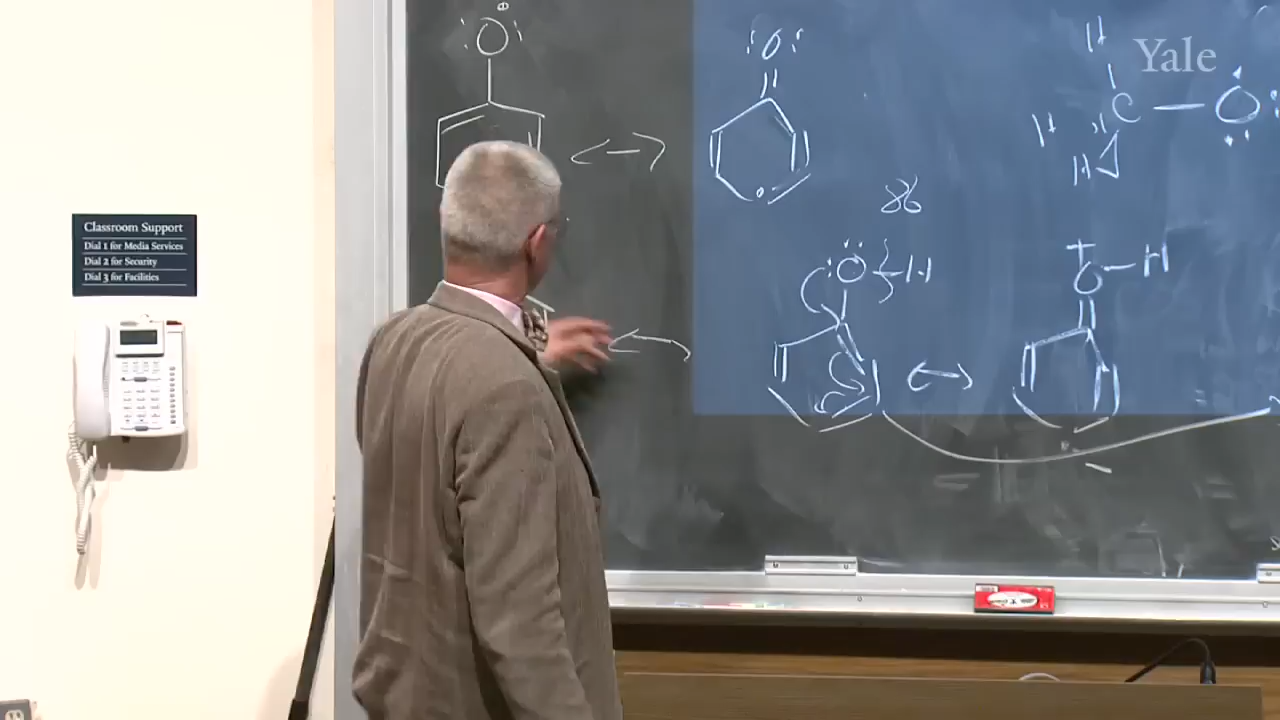 Yale
H
O
O
C — O
H
H
86
O H
O — H
Classroom Support
Dial 1 for Media Services
Dial 2 for Security
Dial 3 for Facilities